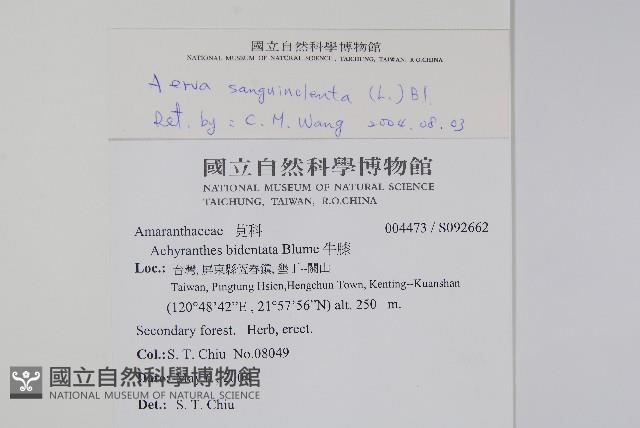 國立自然科學博物館
NATIONAL MUSEUM OF NATURAL SCIENCE, TAICHUNG, TAIWAN, R.O.CHINA
Aerva sanguinolenta (L.) Bl.
Det. by : C. M. Wang 2004.08.03
國立自然科學博物館
NATIONAL MUSEUM OF NATURAL SCIENCE
TAICHUNG, TAIWAN, R.O.CHINA
Amaranthaceae 莧科 004473 / S092662
Achyranthes bidentata Blume 牛膝
Loc.: 台灣, 屏東縣恆春鎮, 墾丁--關山
Taiwan, Pingtung Hsien, Hengchun Town, Kenting--Kuanshan
(120°48'42"E , 21°57'56"N) alt. 250 m.
Secondary forest. Herb, erect.
Col.: S. T. Chiu No.08049
國立自然科學博物館
NATIONAL MUSEUM OF NATURAL SCIENCE
Det.: S. T. Chiu